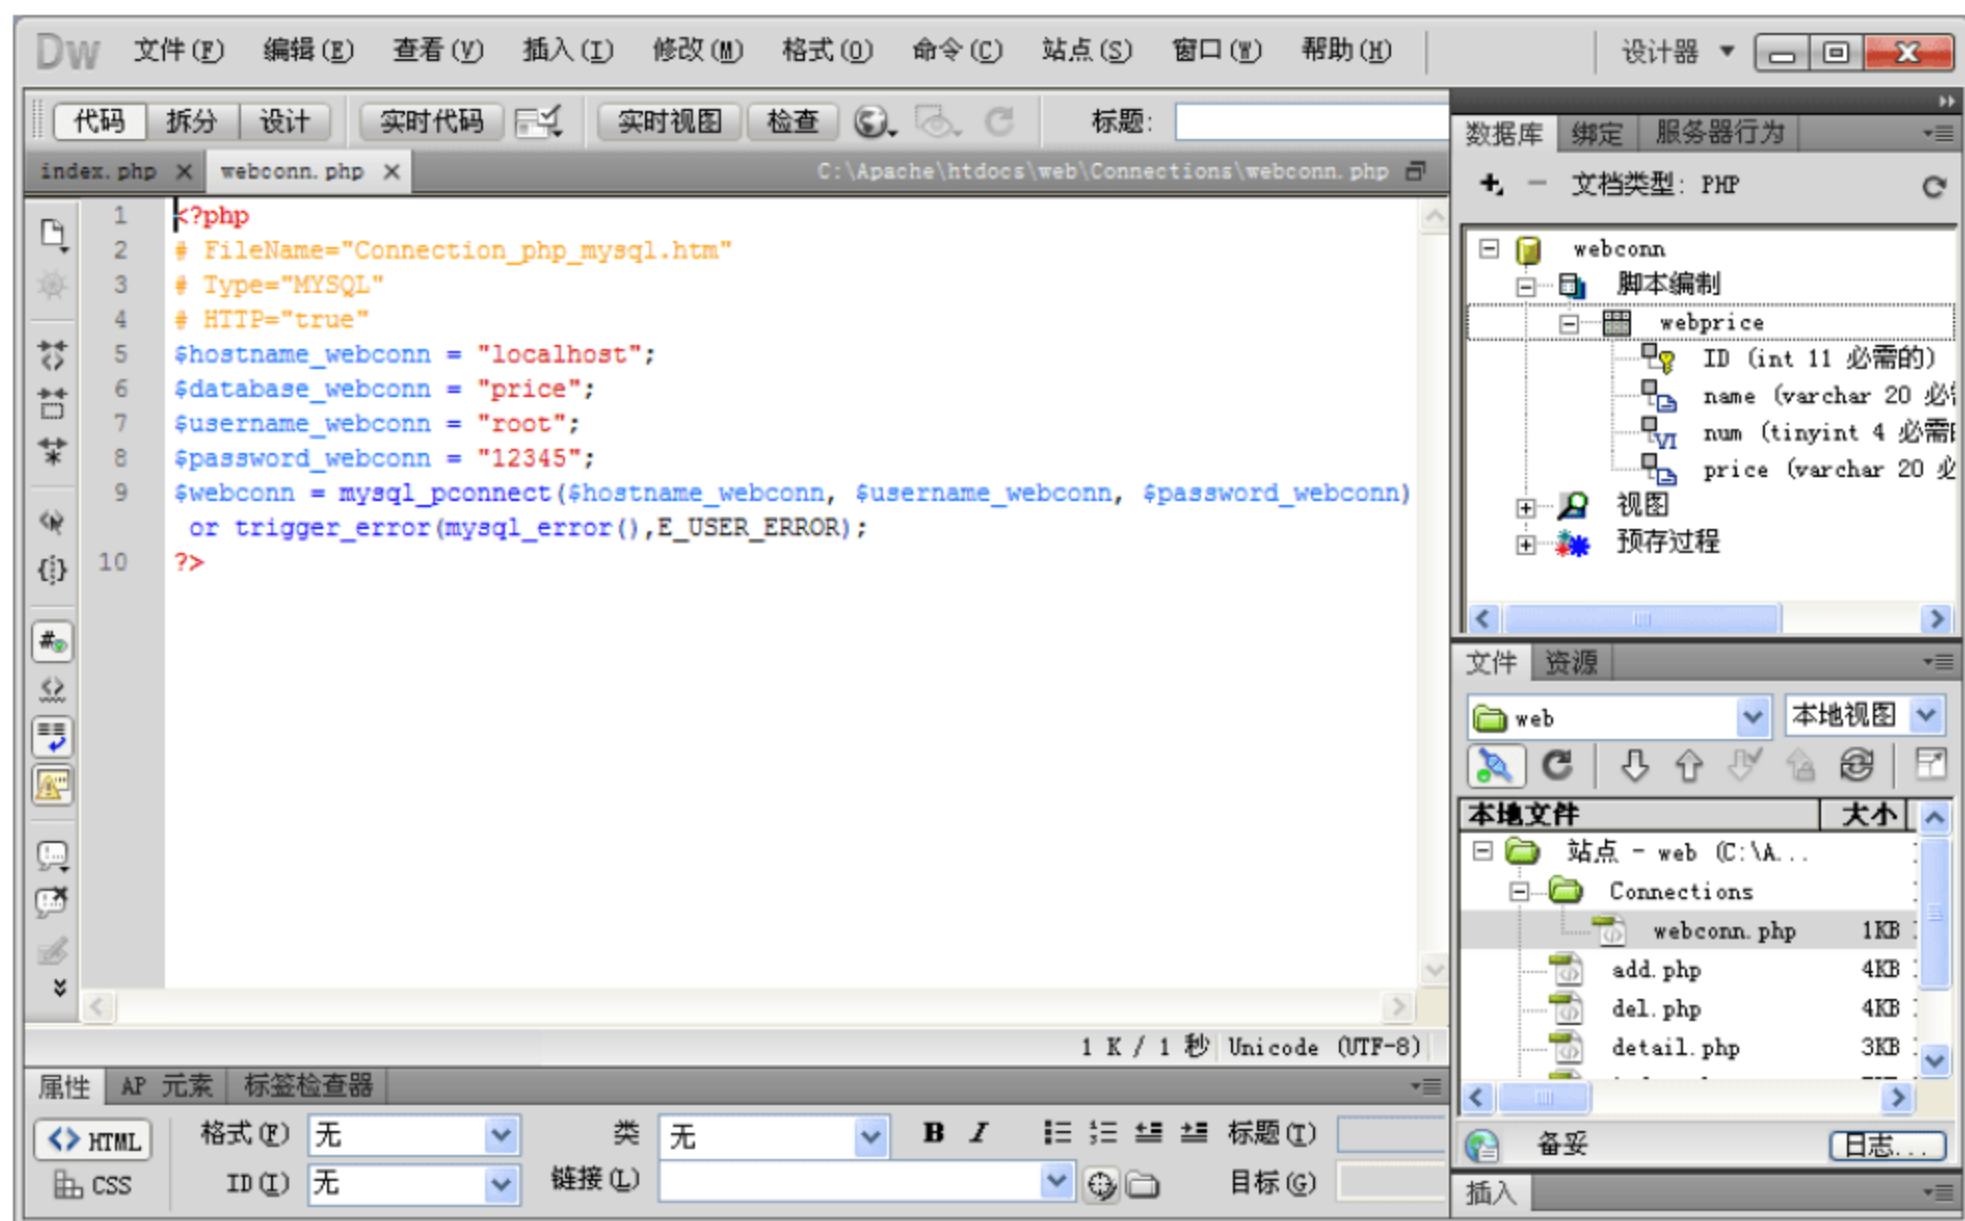 Dw 文件(F) 编辑(E) 查看(V) 插入(I) 修改(M) 格式(O) 命令(C) 站点(S) 窗口(W) 帮助(H) 设计器
代码 拆分 设计 实时代码 实时视图 检查 标题:
index.php webconn.php C:\Apache\htdocs\web\Connections\webconn.php
1 <?php
2 # FileName="Connection_php_mysql.htm"
3 # Type="MYSQL"
4 # HTTP="true"
5 $hostname_webconn = "localhost";
6 $database_webconn = "price";
7 $username_webconn = "root";
8 $password_webconn = "12345";
9 $webconn = mysql_pconnect($hostname_webconn, $username_webconn, $password_webconn)
or trigger_error(mysql_error(),E_USER_ERROR);
10 ?>
1 K / 1 秒 Unicode (UTF-8)
属性 AP 元素 标签检查器
HTML 格式(F) 无 类 无 B I 标题(T)
CSS ID(I) 无 链接(L) 目标(G)
数据库 绑定 服务器行为
文档类型: PHP
webconn
脚本编制
webprice
ID (int 11 必需的)
name (varchar 20 必
num (tinyint 4 必需
price (varchar 20 必
视图
预存过程
文件 资源
web 本地视图
本地文件 大小
站点 - web (C:\A...
Connections
webconn.php 1KB
add.php 4KB
del.php 4KB
detail.php 3KB
备妥 日志...
插入